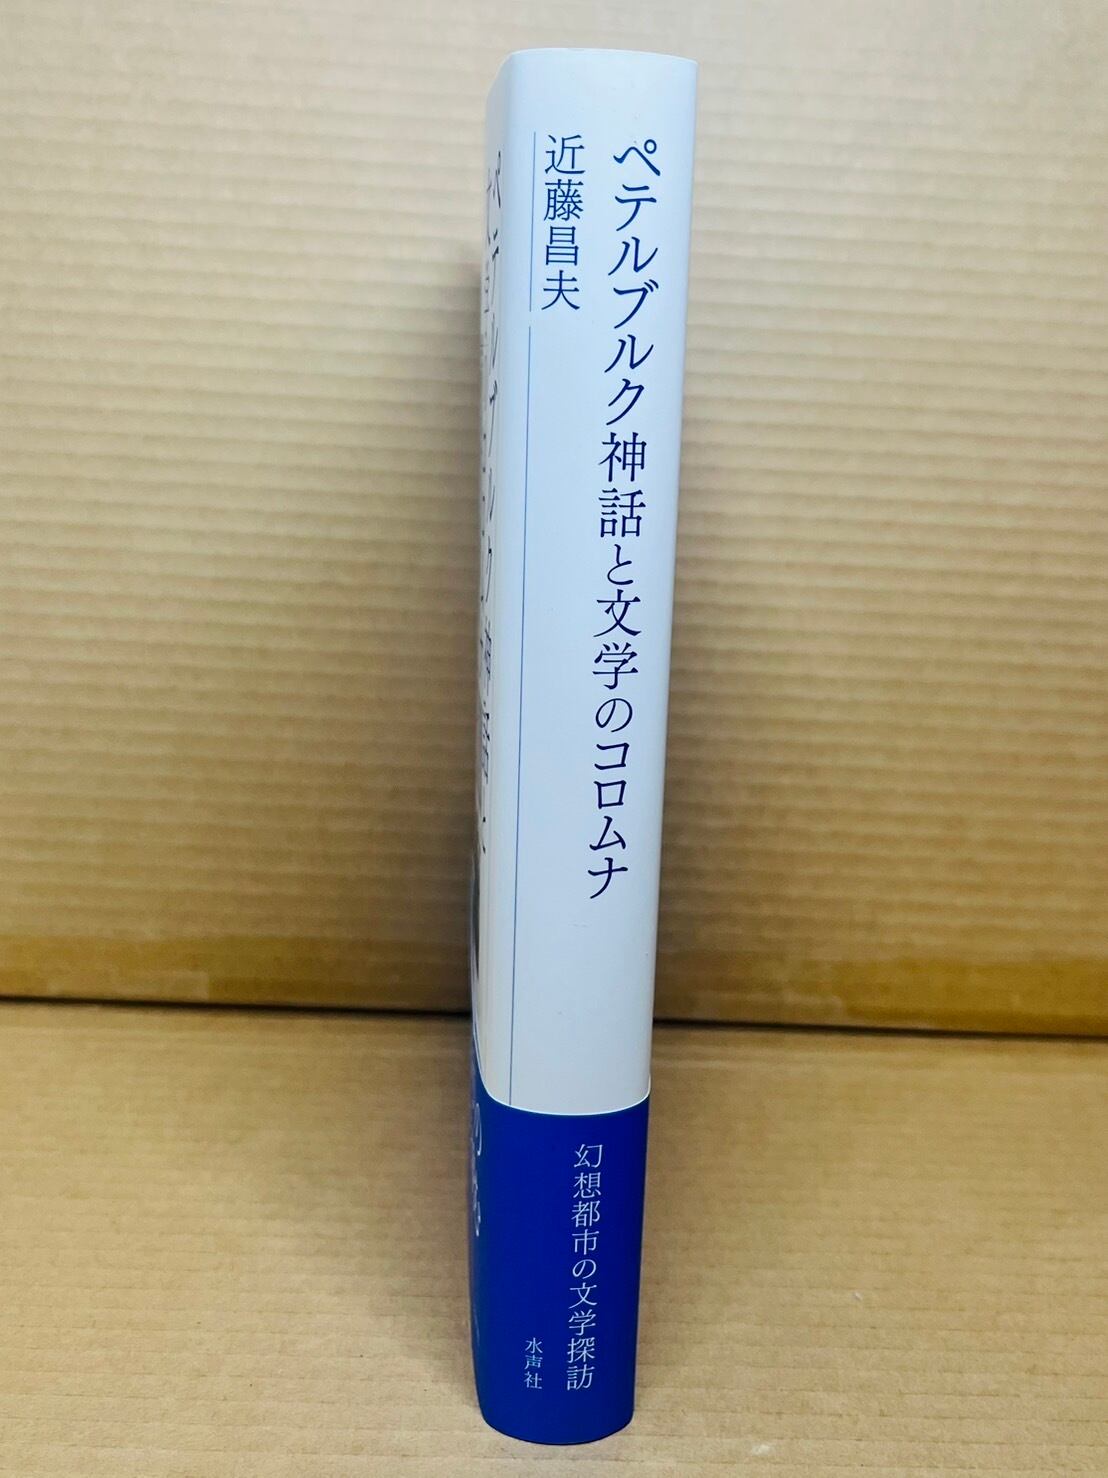 ペテルブルク神話と文学のコロムナ
近藤昌夫
幻想都市の文学探訪
水声社